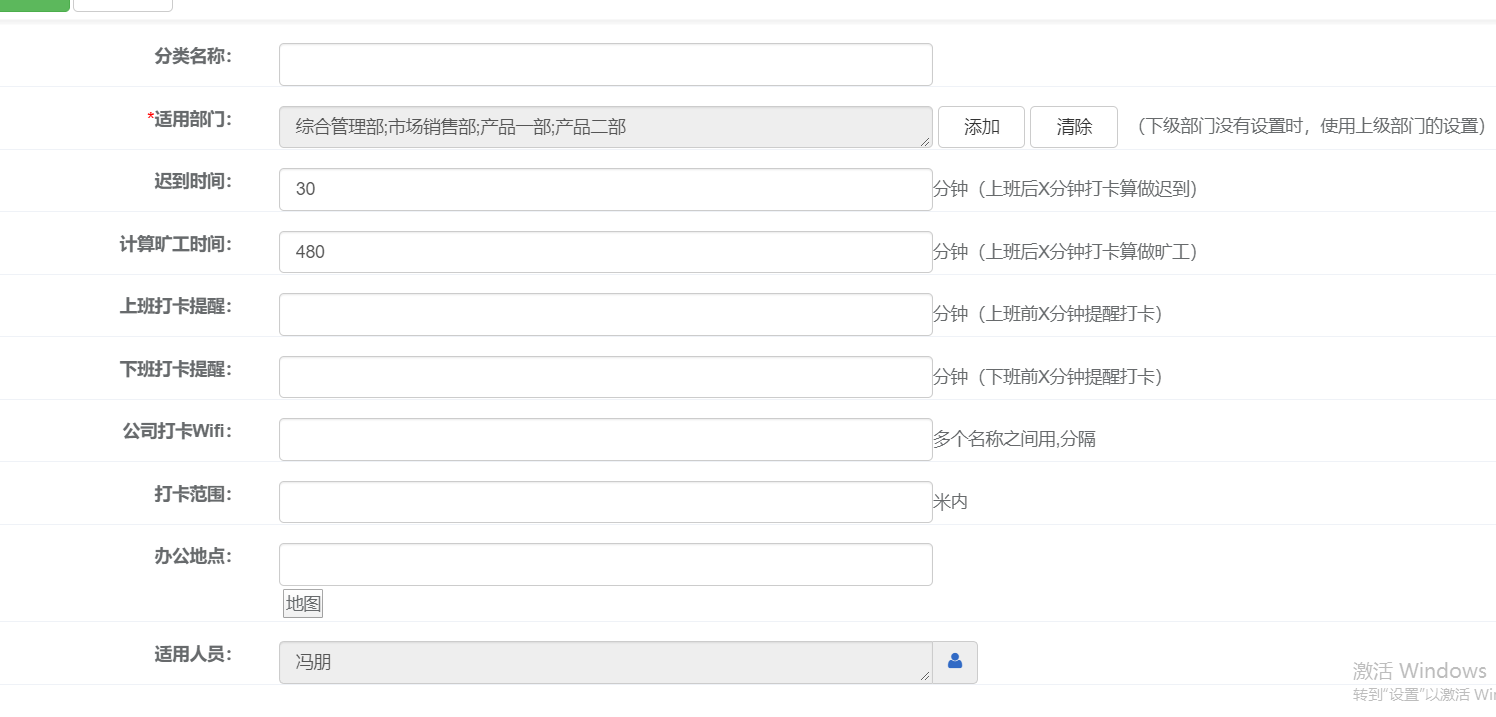 分类名称：
*适用部门： 综合管理部;市场销售部;产品一部;产品二部 添加 清除 （下级部门没有设置时，使用上级部门的设置）
迟到时间： 30 分钟（上班后X分钟打卡算做迟到）
计算旷工时间： 480 分钟（上班后X分钟打卡算做旷工）
上班打卡提醒： 分钟（上班前X分钟提醒打卡）
下班打卡提醒： 分钟（下班前X分钟提醒打卡）
公司打卡Wifi： 多个名称之间用,分隔
打卡范围： 米内
办公地点：
地图
适用人员： 冯朋
激活 Windows
转到"设置"以激活 Win